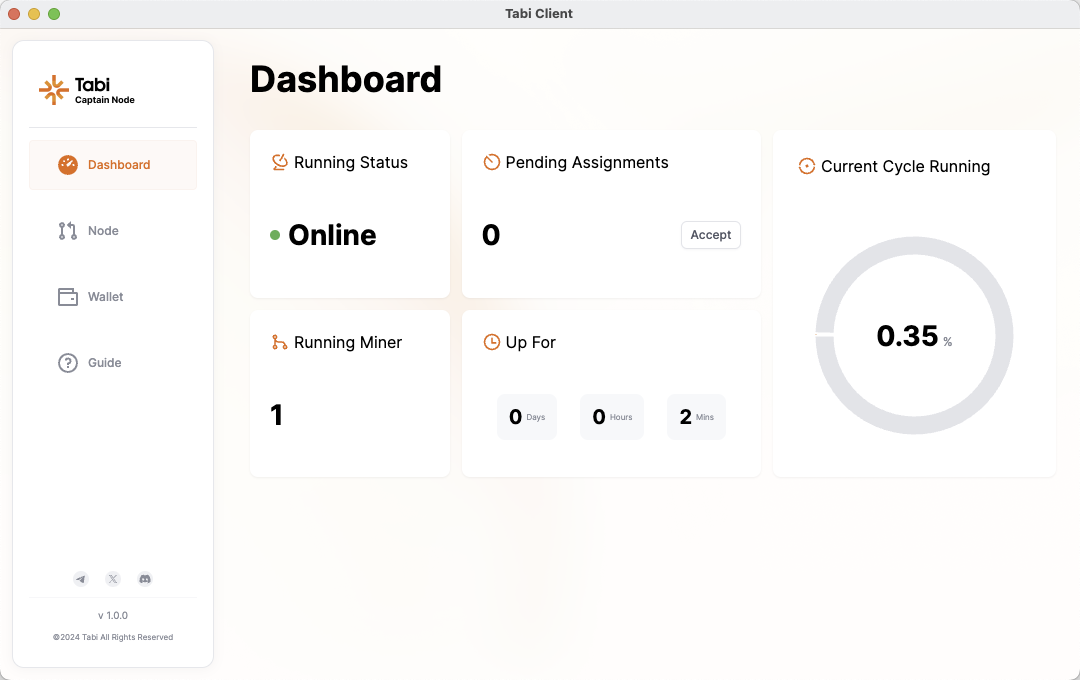 Tabi Client
Tabi
Captain Node
Dashboard
Node
Wallet
Guide
v 1.0.0
©2024 Tabi All Rights Reserved
Dashboard
Running Status
Online
Pending Assignments
0
Accept
Current Cycle Running
0.35 %
Running Miner
1
Up For
0 Days 0 Hours 2 Mins